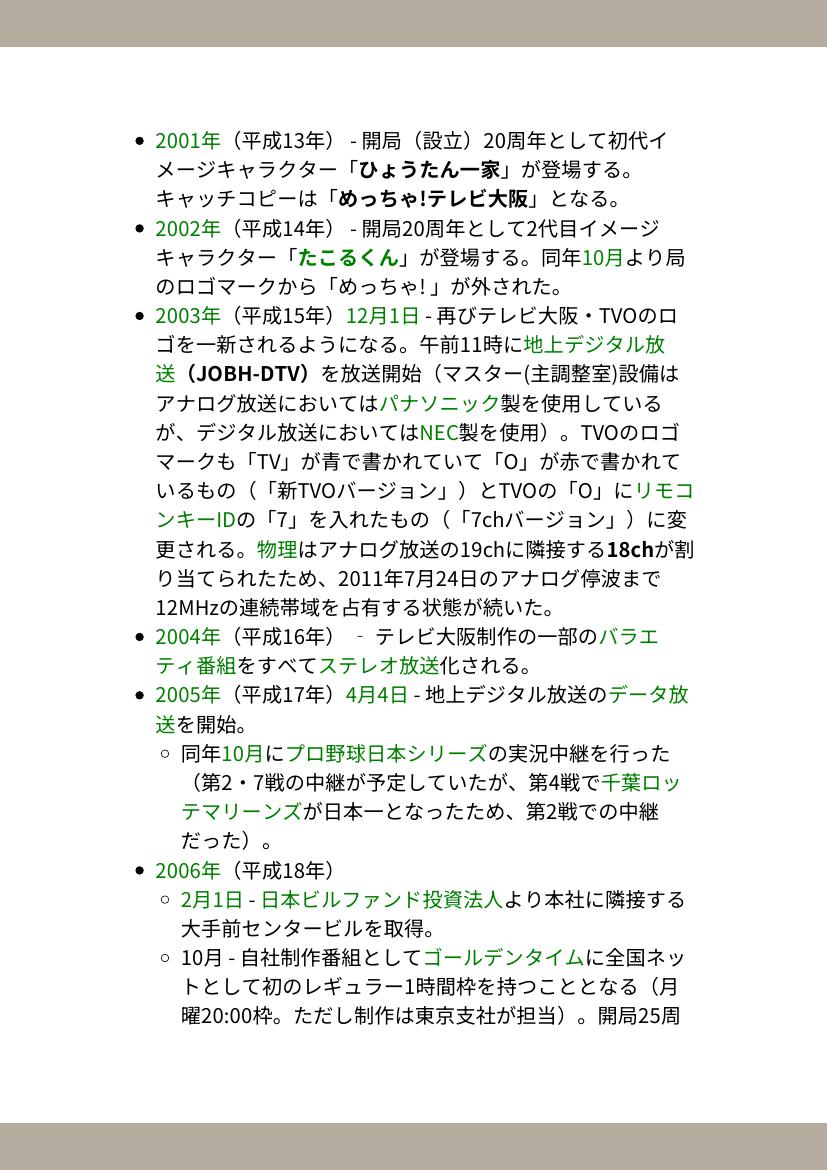 2001年（平成13年） - 開局（設立）20周年として初代イ
メージキャラクター「ひょうたん一家」が登場する。
キャッチコピーは「めっちゃ!テレビ大阪」となる。
2002年（平成14年） - 開局20周年として2代目イメージ
キャラクター「たこるくん」が登場する。同年10月より局
のロゴマークから「めっちゃ! 」が外された。
2003年（平成15年）12月1日 - 再びテレビ大阪・TVOのロ
ゴを一新されるようになる。午前11時に地上デジタル放
送（JOBH-DTV）を放送開始（マスター(主調整室)設備は
アナログ放送においてはパナソニック製を使用している
が、デジタル放送においてはNEC製を使用）。TVOのロゴ
マークも「TV」が青で書かれていて「O」が赤で書かれて
いるもの（「新TVOバージョン」）とTVOの「O」にリモコ
ンキーIDの「7」を入れたもの（「7chバージョン」）に変
更される。物理はアナログ放送の19chに隣接する18chが割
り当てられたため、2011年7月24日のアナログ停波まで
12MHzの連続帯域を占有する状態が続いた。
2004年（平成16年） ‐ テレビ大阪制作の一部のバラエ
ティ番組をすべてステレオ放送化される。
2005年（平成17年）4月4日 - 地上デジタル放送のデータ放
送を開始。
同年10月にプロ野球日本シリーズの実況中継を行った
（第2・7戦の中継が予定していたが、第4戦で千葉ロッ
テマリーンズが日本一となったため、第2戦での中継
だった）。
2006年（平成18年）
2月1日 - 日本ビルファンド投資法人より本社に隣接する
大手前センタービルを取得。
10月 - 自社制作番組としてゴールデンタイムに全国ネッ
トとして初のレギュラー1時間枠を持つこととなる（月
曜20:00枠。ただし制作は東京支社が担当）。開局25周